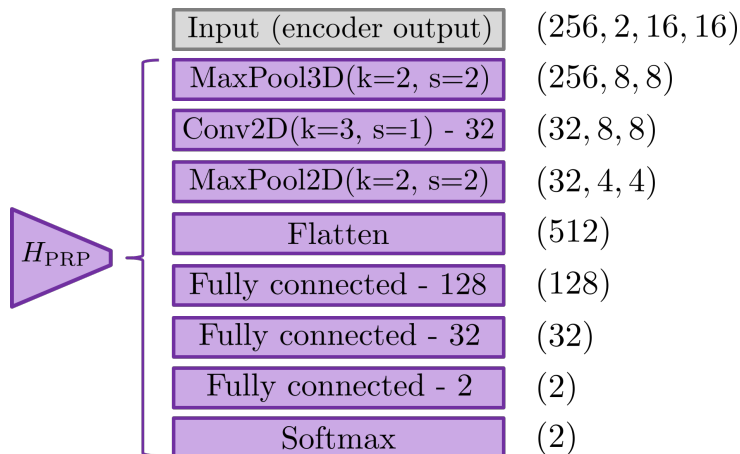 Input (encoder output) (256, 2, 16, 16)
MaxPool3D(k=2, s=2) (256, 8, 8)
Conv2D(k=3, s=1) - 32 (32, 8, 8)
MaxPool2D(k=2, s=2) (32, 4, 4)
Flatten (512)
H_PRP
Fully connected - 128 (128)
Fully connected - 32 (32)
Fully connected - 2 (2)
Softmax (2)